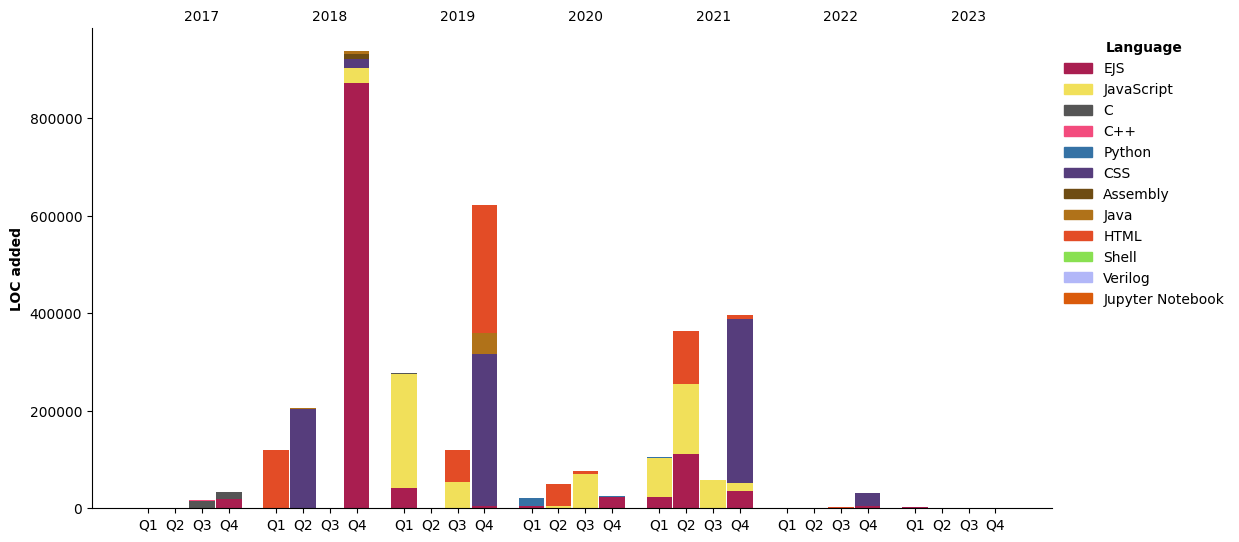 2017 2018 2019 2020 2021 2022 2023
Language
EJS
JavaScript
C
C++
Python
CSS
Assembly
Java
HTML
Shell
Verilog
Jupyter Notebook
LOC added
800000
600000
400000
200000
0
Q1 Q2 Q3 Q4 Q1 Q2 Q3 Q4 Q1 Q2 Q3 Q4 Q1 Q2 Q3 Q4 Q1 Q2 Q3 Q4 Q1 Q2 Q3 Q4 Q1 Q2 Q3 Q4